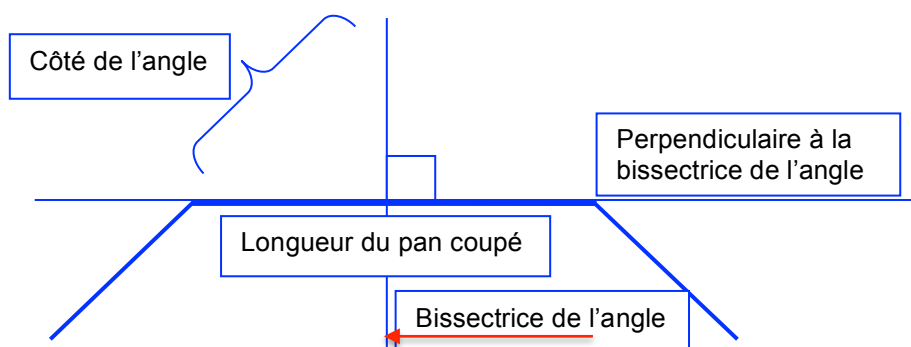 Côté de l’angle
Perpendiculaire à la
bissectrice de l’angle
Longueur du pan coupé
Bissectrice de l’angle